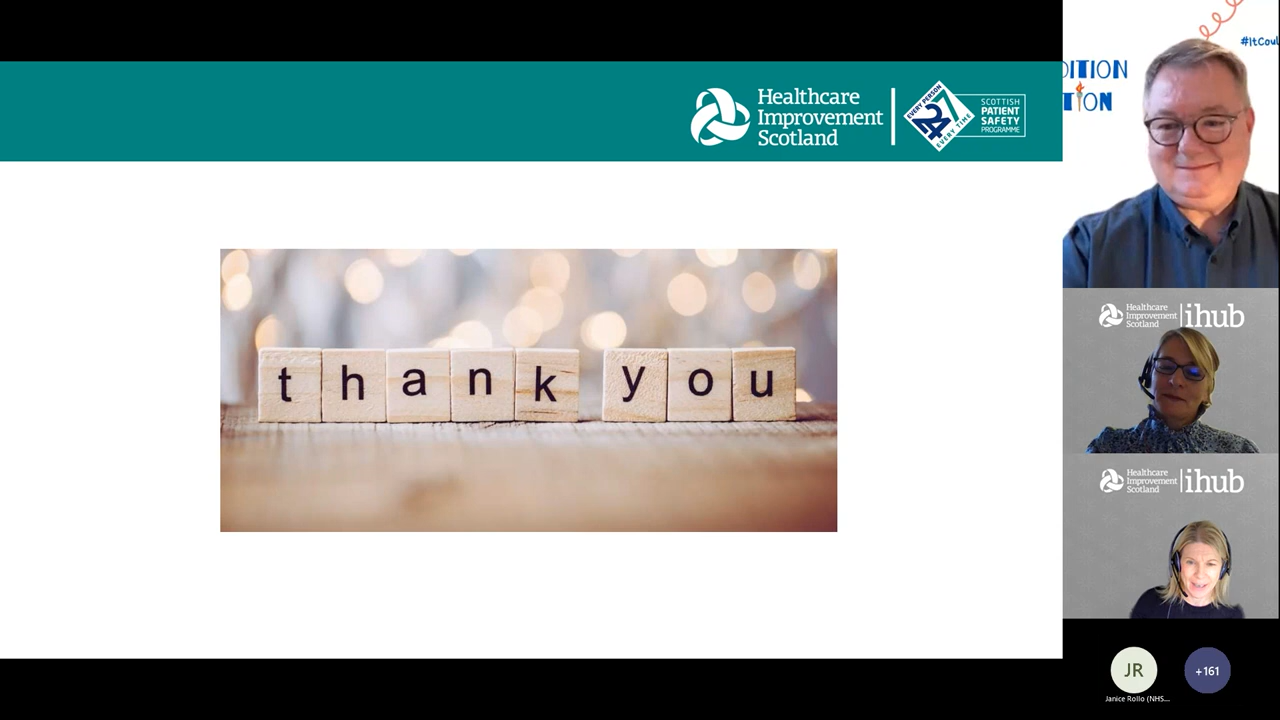 Healthcare
Improvement
Scotland
EVERY PERSON
24
7
EVERY TIME
SCOTTISH
PATIENT
SAFETY
PROGRAMME
thank you
#ItCoul
DITION
TION
Healthcare
Improvement
Scotland
ihub
Healthcare
Improvement
Scotland
ihub
JR
+161
Janice Rollo (NHS...